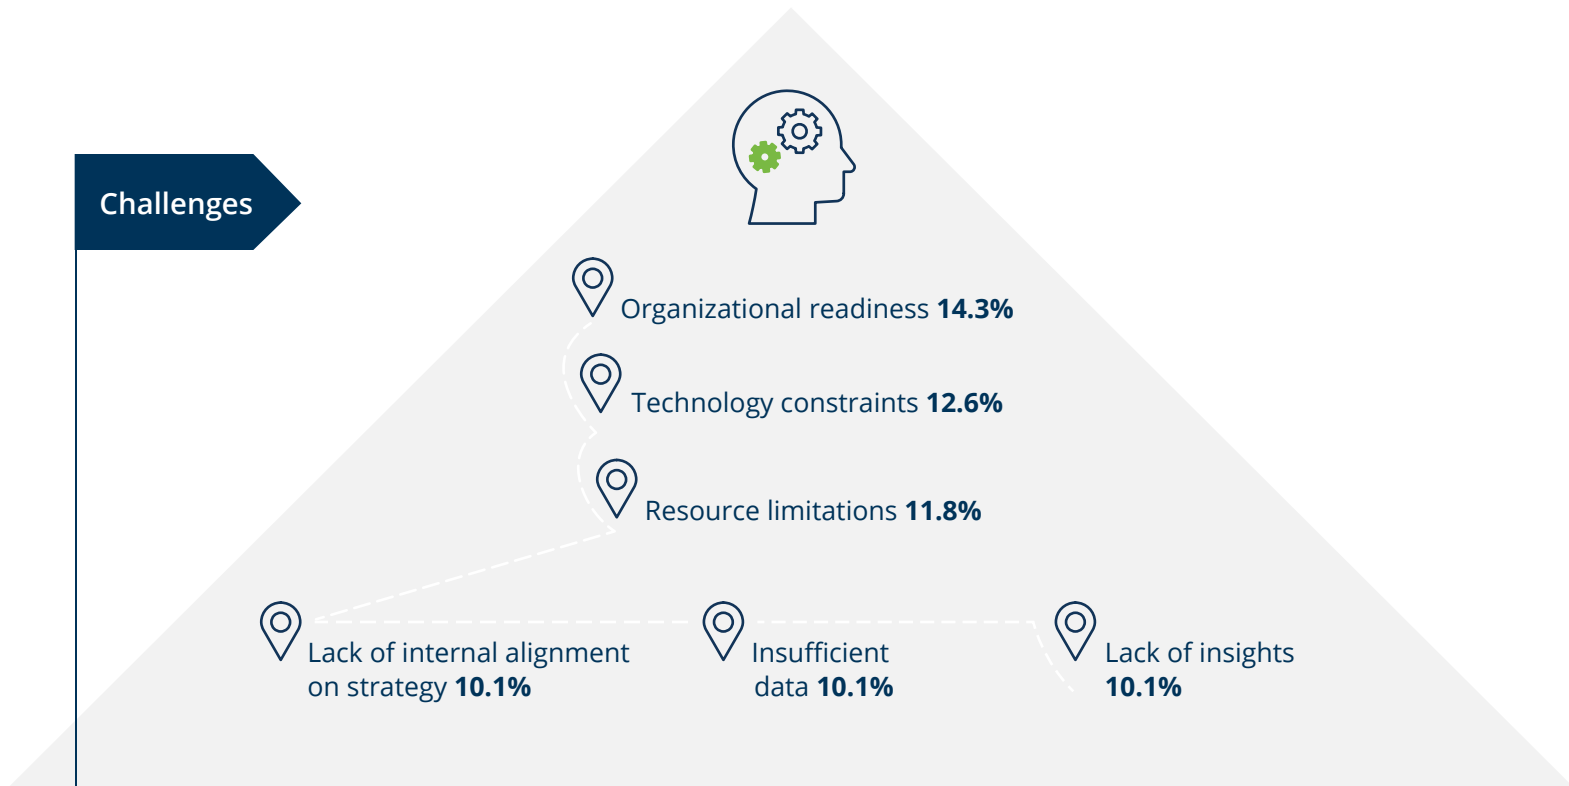 Challenges
Organizational readiness 14.3%
Technology constraints 12.6%
Resource limitations 11.8%
Lack of internal alignment
on strategy 10.1%
Insufficient
data 10.1%
Lack of insights
10.1%